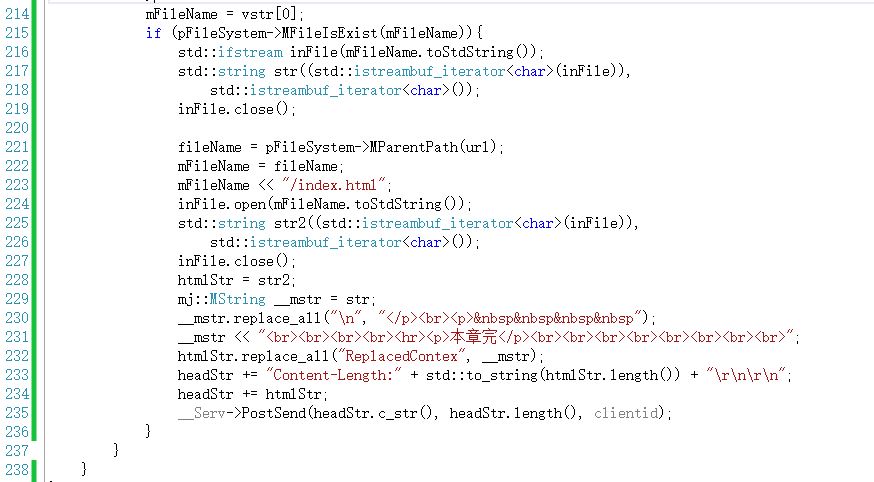 214 mFileName = vstr[0];
215 if (pFileSystem->MFileIsExist(mFileName)){
216 std::ifstream inFile(mFileName.toStdString());
217 std::string str((std::istreambuf_iterator<char>(inFile)),
218 std::istreambuf_iterator<char>());
219 inFile.close();
220
221 fileName = pFileSystem->MParentPath(url);
222 mFileName = fileName;
223 mFileName << "/index.html";
224 inFile.open(mFileName.toStdString());
225 std::string str2((std::istreambuf_iterator<char>(inFile)),
226 std::istreambuf_iterator<char>());
227 inFile.close();
228 htmlStr = str2;
229 mj::MString __mstr = str;
230 __mstr.replace_all("\n", "</p><br><p>&nbsp&nbsp&nbsp&nbsp");
231 __mstr << "<br><br><br><br><hr><p>本章完</p><br><br><br><br><br><br><br><br>";
232 htmlStr.replace_all("ReplacedContex", __mstr);
233 headStr += "Content-Length:" + std::to_string(htmlStr.length()) + "\r\n\r\n";
234 headStr += htmlStr;
235 __Serv->PostSend(headStr.c_str(), headStr.length(), clientid);
236 }
237 }
238 }